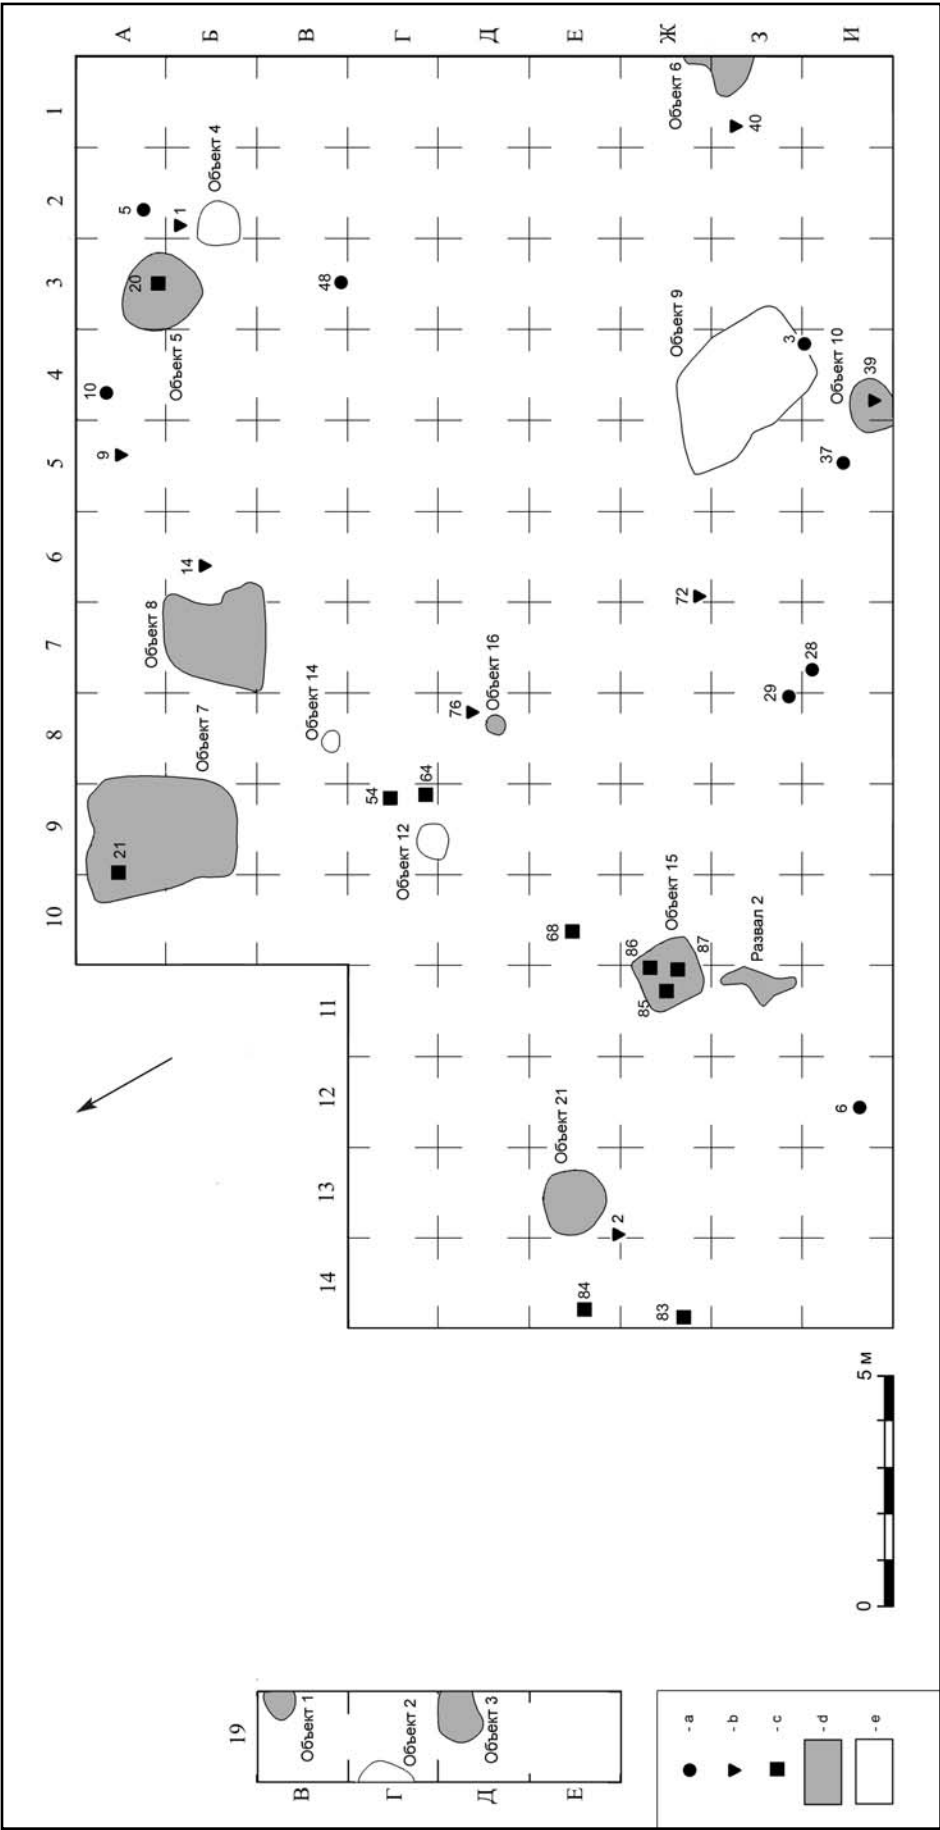 А
Б
В
Г
Д
Е
Ж
З
И
1
2
3
4
5
6
7
8
9
10
11
12
13
14
5
1
Объект 4
20
Объект 5
48
10
9
14
Объект 8
Объект 7
21
Объект 14
76
Объект 16
54
64
Объект 12
68
Объект 6
40
Объект 9
3
Объект 10
39
37
72
28
29
Объект 15
86
87
85
Развал 2
6
Объект 21
2
84
83
19
В
Г
Д
Е
Объект 1
Объект 2
Объект 3
0
5 м
- a
- b
- c
- d
- e